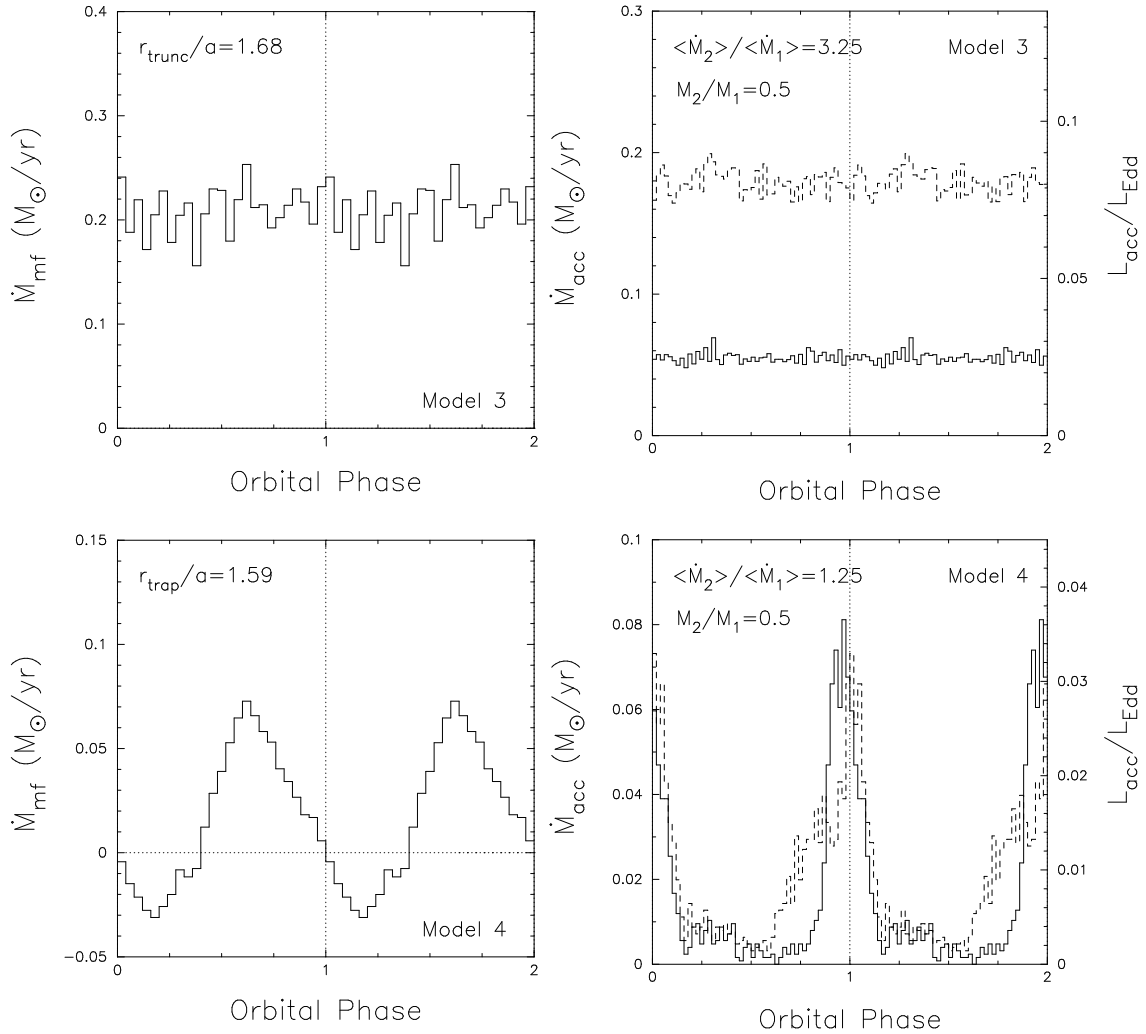 r_trunc/a=1.68
Model 3
0.4
0.3
0.2
0.1
0
0 1 2
Ṁ_mf (M_⊙/yr)
Orbital Phase
<Ṁ_2>/<Ṁ_1>=3.25 Model 3
M_2/M_1=0.5
0.3
0.2
0.1
0
0 1 2
Ṁ_acc (M_⊙/yr)
0.1
0.05
0
L_acc/L_Edd
Orbital Phase
r_trap/a=1.59
Model 4
0.15
0.1
0.05
0
−0.05
0 1 2
Ṁ_mf (M_⊙/yr)
Orbital Phase
<Ṁ_2>/<Ṁ_1>=1.25 Model 4
M_2/M_1=0.5
0.1
0.08
0.06
0.04
0.02
0
0 1 2
Ṁ_acc (M_⊙/yr)
0.04
0.03
0.02
0.01
0
L_acc/L_Edd
Orbital Phase